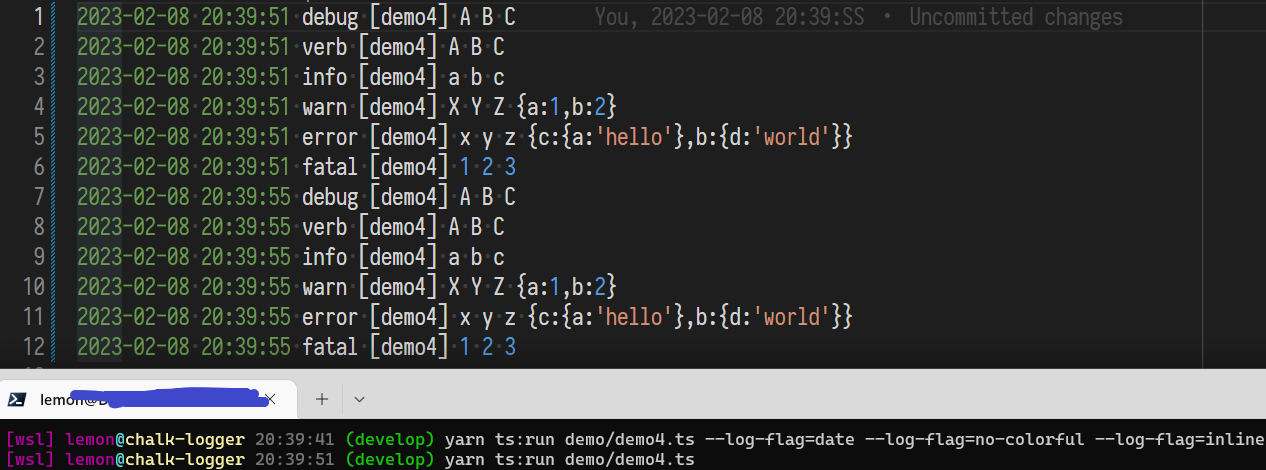 1 2023-02-08 20:39:51 debug [demo4] A B C You, 2023-02-08 20:39:SS • Uncommitted changes
2 2023-02-08 20:39:51 verb [demo4] A B C
3 2023-02-08 20:39:51 info [demo4] a b c
4 2023-02-08 20:39:51 warn [demo4] X Y Z {a:1,b:2}
5 2023-02-08 20:39:51 error [demo4] x y z {c:{a:'hello'},b:{d:'world'}}
6 2023-02-08 20:39:51 fatal [demo4] 1 2 3
7 2023-02-08 20:39:55 debug [demo4] A B C
8 2023-02-08 20:39:55 verb [demo4] A B C
9 2023-02-08 20:39:55 info [demo4] a b c
10 2023-02-08 20:39:55 warn [demo4] X Y Z {a:1,b:2}
11 2023-02-08 20:39:55 error [demo4] x y z {c:{a:'hello'},b:{d:'world'}}
12 2023-02-08 20:39:55 fatal [demo4] 1 2 3
[wsl] lemon@chalk-logger 20:39:41 (develop) yarn ts:run demo/demo4.ts --log-flag=date --log-flag=no-colorful --log-flag=inline
[wsl] lemon@chalk-logger 20:39:51 (develop) yarn ts:run demo/demo4.ts